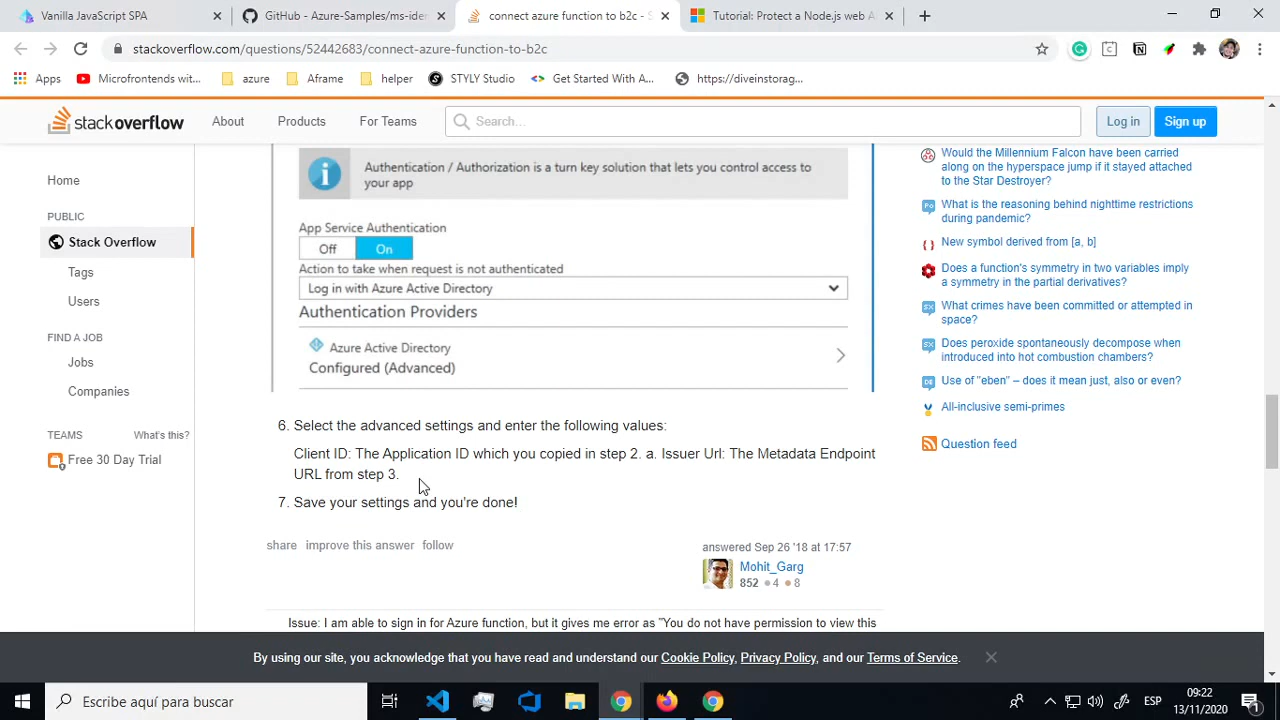 Vanilla JavaScript SPA
GitHub - Azure-Samples/ms-ide
connect azure function to b2c - S
Tutorial: Protect a Node.js web A
stackoverflow.com/questions/52442683/connect-azure-function-to-b2c
Apps
Microfrontends wit...
azure
Aframe
helper
STYLY Studio
Get Started With A...
https://diveinstorag...
stackoverflow
About
Products
For Teams
Search...
Log in
Sign up
Home
PUBLIC
Stack Overflow
Tags
Users
FIND A JOB
Jobs
Companies
TEAMS
What's this?
Free 30 Day Trial
Authentication / Authorization is a turn key solution that lets you control access to
your app
App Service Authentication
Off
On
Action to take when request is not authenticated
Log in with Azure Active Directory
Authentication Providers
Azure Active Directory
Configured (Advanced)
6. Select the advanced settings and enter the following values:
Client ID: The Application ID which you copied in step 2. a. Issuer Url: The Metadata Endpoint
URL from step 3.
7. Save your settings and you're done!
share improve this answer follow
answered Sep 26 '18 at 17:57
Mohit_Garg
852 4 8
Issue: I am able to sign in for Azure function, but it gives me error as "You do not have permission to view this
Would the Millennium Falcon have been carried
along on the hyperspace jump if it stayed attached
to the Star Destroyer?
What is the reasoning behind nighttime restrictions
during pandemic?
New symbol derived from [a, b]
Does a function's symmetry in two variables imply
a symmetry in the partial derivatives?
What crimes have been committed or attempted in
space?
Does peroxide spontaneously decompose when
introduced into hot combustion chambers?
Use of "eben" – does it mean just, also or even?
All-inclusive semi-primes
Question feed
By using our site, you acknowledge that you have read and understand our Cookie Policy, Privacy Policy, and our Terms of Service.
Escribe aquí para buscar
ESP
09:22
13/11/2020
1